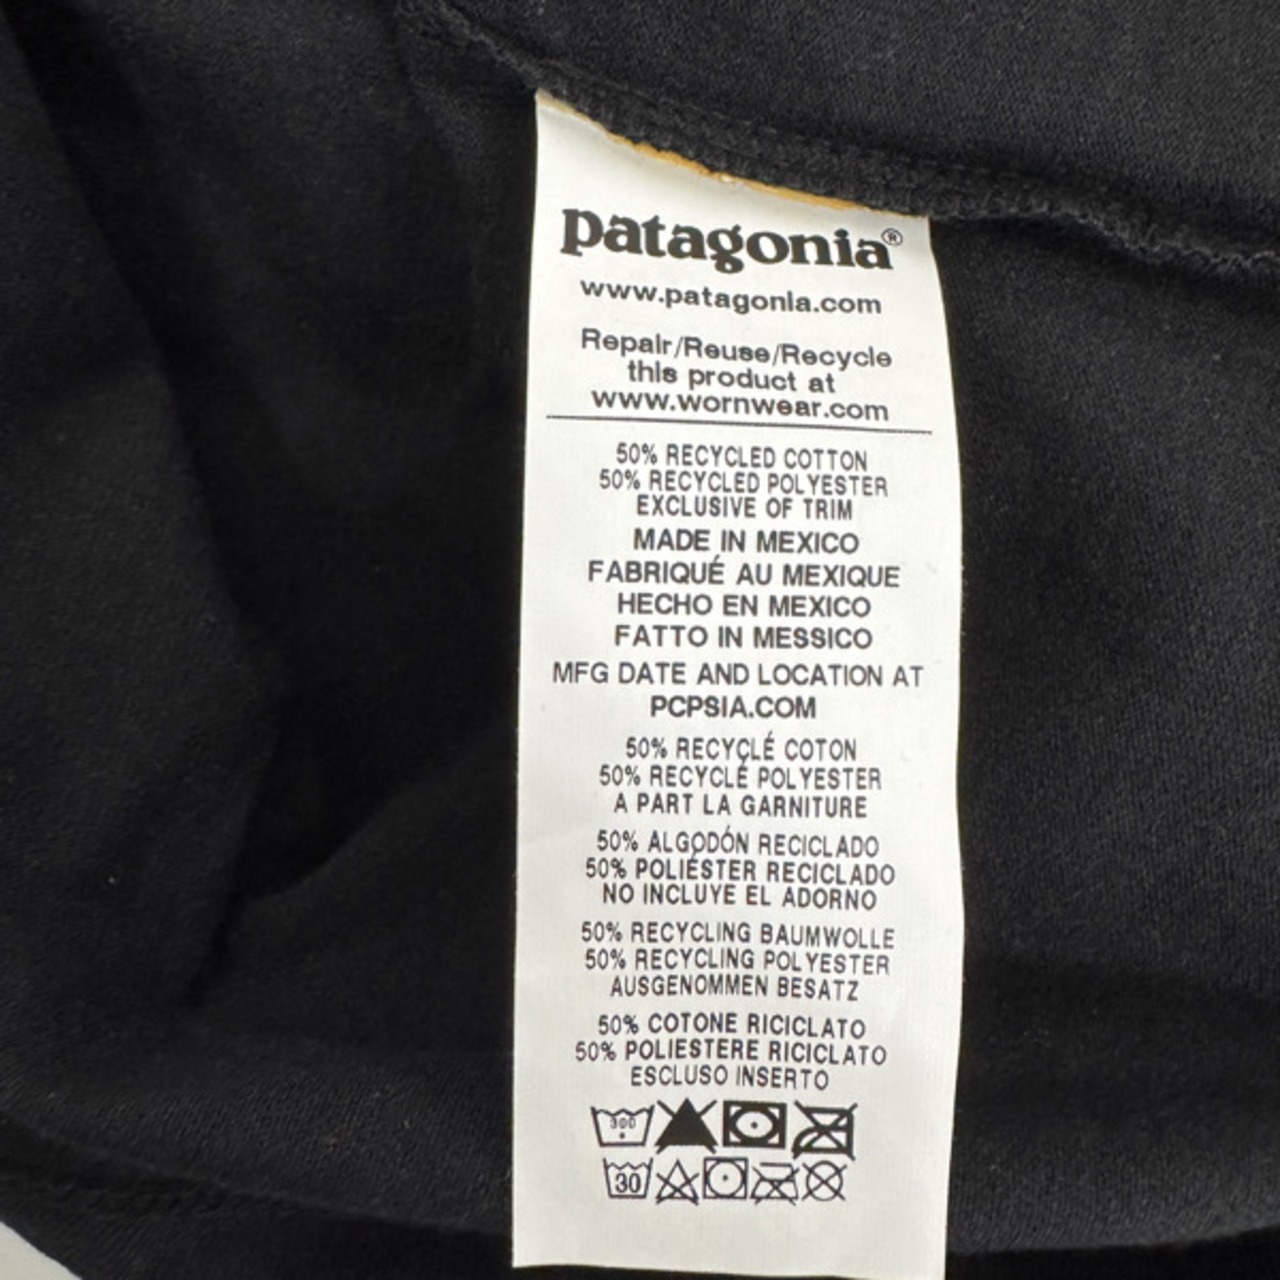 patagonia®
www.patagonia.com
Repair/Reuse/Recycle
this product at
www.wornwear.com
50% RECYCLED COTTON
50% RECYCLED POLYESTER
EXCLUSIVE OF TRIM
MADE IN MEXICO
FABRIQUÉ AU MEXIQUE
HECHO EN MEXICO
FATTO IN MESSICO
MFG DATE AND LOCATION AT
PCPSIA.COM
50% RECYCLÉ COTON
50% RECYCLÉ POLYESTER
A PART LA GARNITURE
50% ALGODÓN RECICLADO
50% POLIÉSTER RECICLADO
NO INCLUYE EL ADORNO
50% RECYCLING BAUMWOLLE
50% RECYCLING POLYESTER
AUSGENOMMEN BESATZ
50% COTONE RICICLATO
50% POLIESTERE RICICLATO
ESCLUSO INSERTO
30